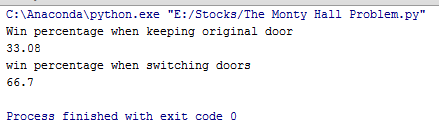 C:\Anaconda\python.exe "E:/Stocks/The Monty Hall Problem.py"
Win percentage when keeping original door
33.08
win percentage when switching doors
66.7
Process finished with exit code 0